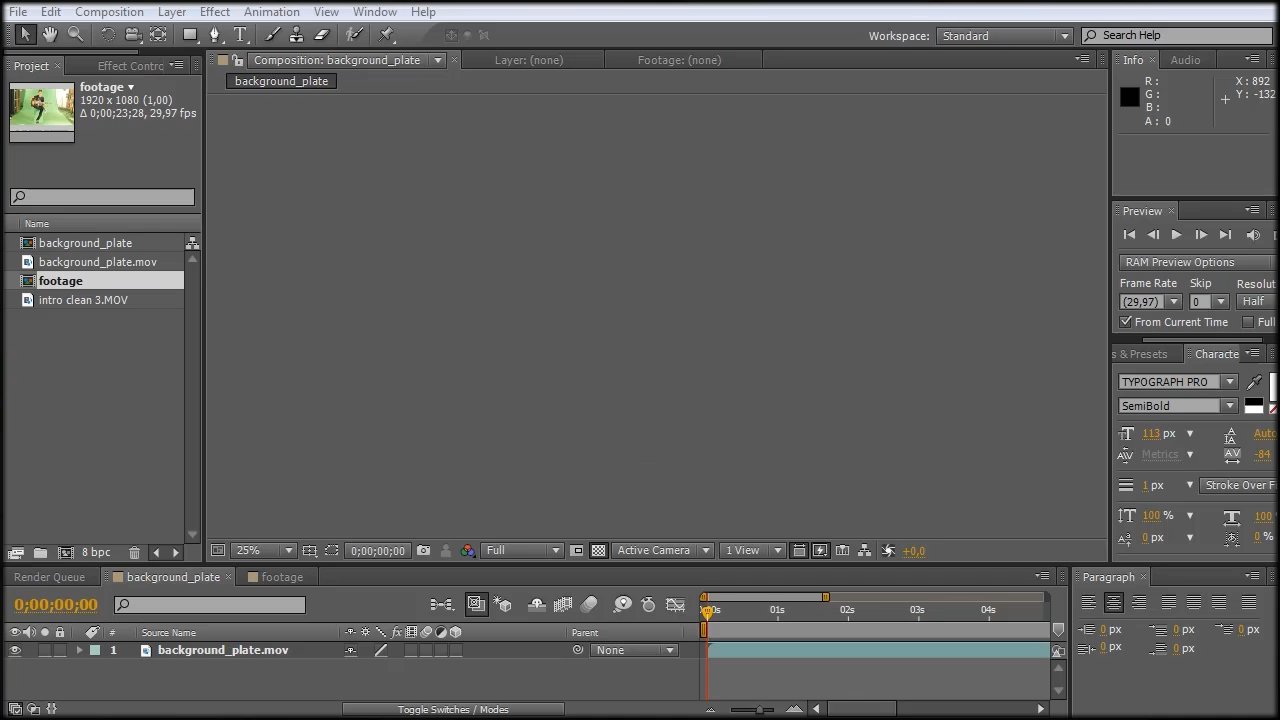 File Edit Composition Layer Effect Animation View Window Help
Workspace: Standard Search Help
Project Effect Contro
Composition: background_plate Layer: (none) Footage: (none)
Info Audio
background_plate
footage
1920 x 1080 (1,00)
Δ 0;00;23;28, 29,97 fps
R :
G :
B :
A : 0
X : 892
Y : -132
Name
background_plate
background_plate.mov
footage
intro clean 3.MOV
Preview
RAM Preview Options
Frame Rate Skip Resolut
(29,97) 0 Half
From Current Time Full
s & Presets Characte
TYPOGRAPH PRO
SemiBold
113 px Auto
Metrics -84
1 px Stroke Over F
100 % 100
0 px 0 %
8 bpc
25% 0;00;00;00 Full Active Camera 1 View +0,0
Render Queue background_plate footage
Paragraph
0;00;00;00
01s 02s 03s 04s
# Source Name fx Parent
1 background_plate.mov None
0 px 0 px 0 px
0 px 0 px
Toggle Switches / Modes